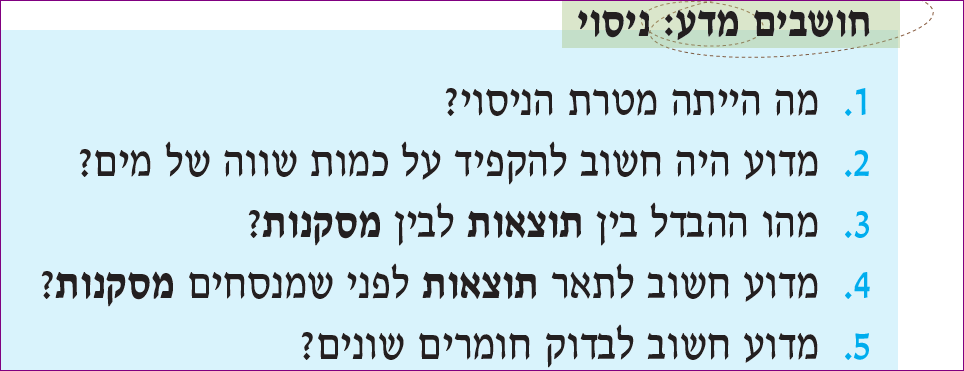 חושבים מדע: ניסוי
1. מה הייתה מטרת הניסוי?
2. מדוע היה חשוב להקפיד על כמות שווה של מים?
3. מהו ההבדל בין תוצאות לבין מסקנות?
4. מדוע חשוב לתאר תוצאות לפני שמנסחים מסקנות?
5. מדוע חשוב לבדוק חומרים שונים?